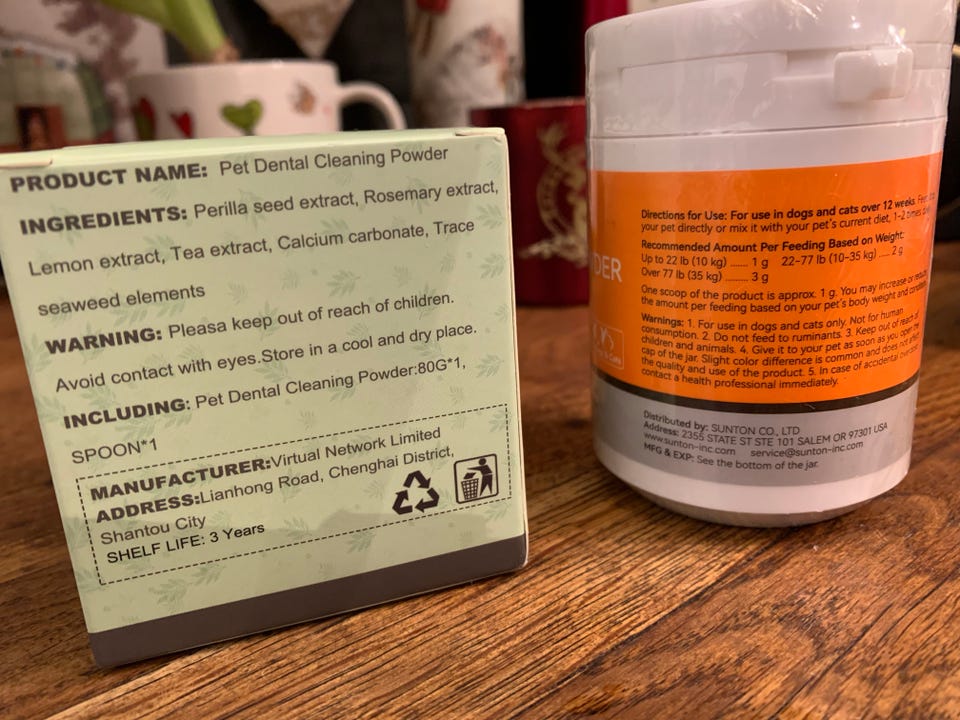 PRODUCT NAME: Pet Dental Cleaning Powder
INGREDIENTS: Perilla seed extract, Rosemary extract,
Lemon extract, Tea extract, Calcium carbonate, Trace
seaweed elements
WARNING: Pleasa keep out of reach of children.
Avoid contact with eyes.Store in a cool and dry place.
INCLUDING: Pet Dental Cleaning Powder:80G*1,
SPOON*1
MANUFACTURER:Virtual Network Limited
ADDRESS:Lianhong Road, Chenghai District,
Shantou City
SHELF LIFE: 3 Years
DER
Directions for Use: For use in dogs and cats over 12 weeks.
your pet directly or mix it with your pet's current diet, 1-2 times
Recommended Amount Per Feeding Based on Weight:
Up to 22 lb (10 kg) ....... 1 g 22-77 lb (10-35 kg) ..... 2 g
Over 77 lb (35 kg) ......... 3 g
One scoop of the product is approx. 1 g. You may increase or
the amount per feeding based on your pet's body weight and
Warnings: 1. For use in dogs and cats only. Not for human
consumption. 2. Do not feed to ruminants. 3. Keep out of reach of
children and animals. 4. Give it to your pet as soon as you open the
cap of the jar. Slight color difference is common and does not
the quality and use of the product. 5. In case of accidental
contact a health professional immediately.
Distributed by: SUNTON CO., LTD
Address: 2355 STATE ST STE 101 SALEM OR 97301 USA
www.sunton-inc.com service@sunton-inc.com
MFG & EXP: See the bottom of the jar.